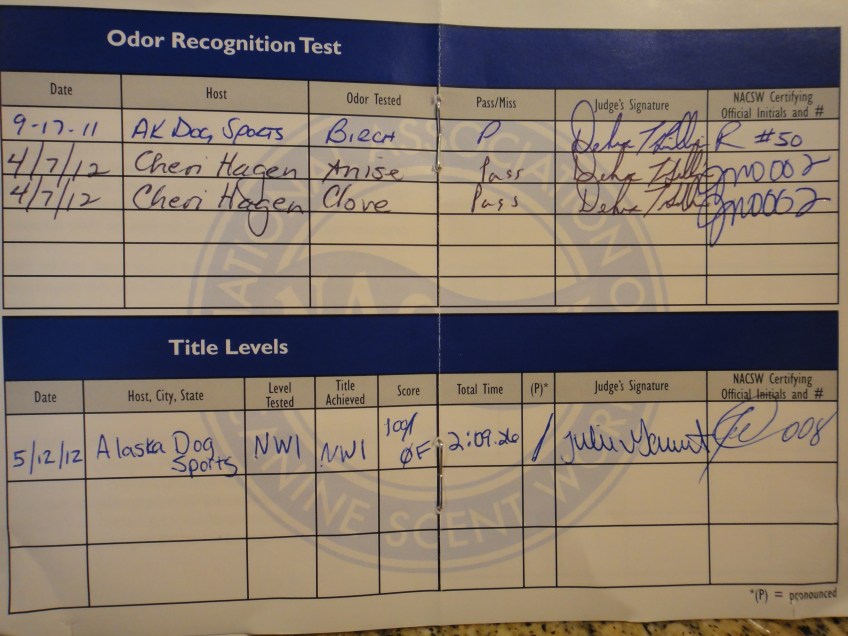 Odor Recognition Test
Date Host Odor Tested Pass/Miss Judge's Signature NACSW Certifying Official Initials and #
9-17-11 AK Dog Sports Birch P R #50
4/7/12 Cheri Hagen Anise Pass
4/7/12 Cheri Hagen Clove Pass
Title Levels
Date Host, City, State Level Tested Title Achieved Score Total Time (P)* Judge's Signature NACSW Certifying Official Initials and #
5/12/12 Alaska Dog Sports NW1 NW1 100/ ØF 2:09.26 / 008
CANINE SCENT WORK
*(P) = pronounced